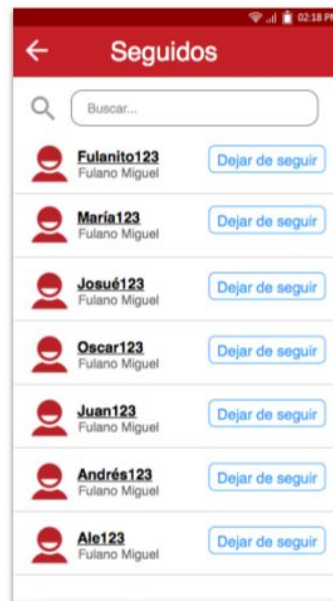 02:18 PM
Seguidos
Buscar...
Fulanito123
Dejar de seguir
Fulano Miguel
María123
Dejar de seguir
Fulano Miguel
Josué123
Dejar de seguir
Fulano Miguel
Oscar123
Dejar de seguir
Fulano Miguel
Juan123
Dejar de seguir
Fulano Miguel
Andrés123
Dejar de seguir
Fulano Miguel
Ale123
Dejar de seguir
Fulano Miguel